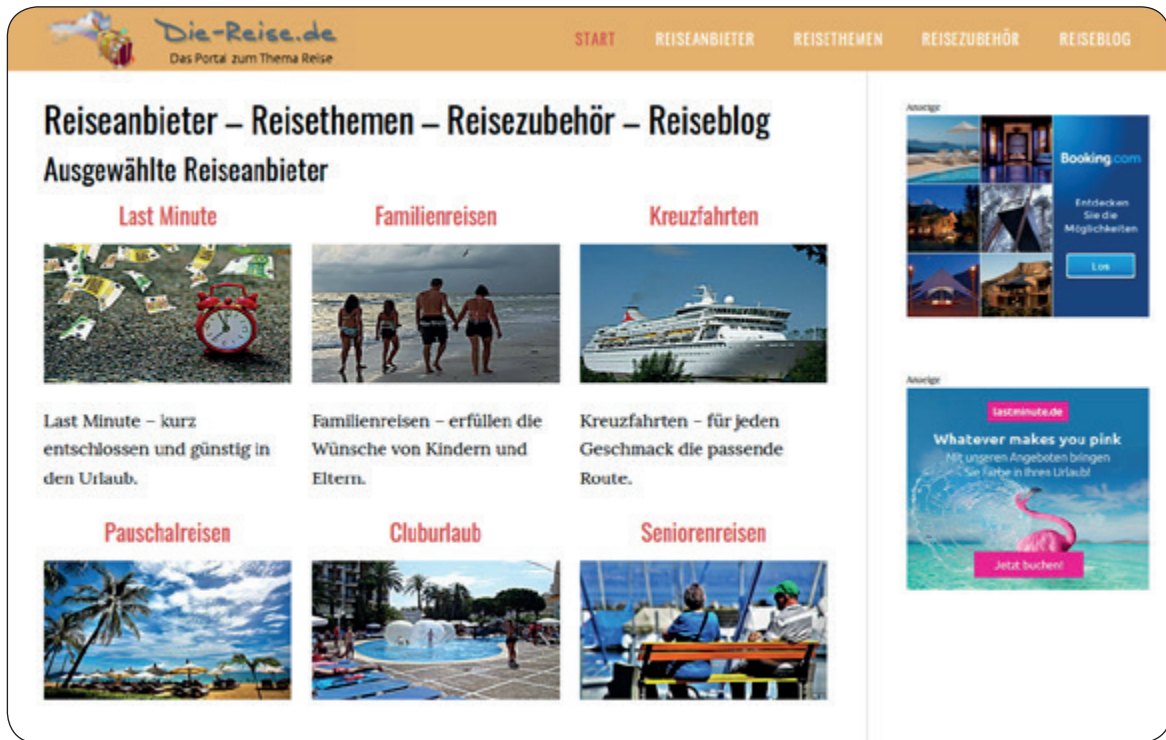 Die-Reise.de
Das Portal zum Thema Reise
START REISEANBIETER REISETHEMEN REISEZUBEHÖR REISEBLOG
Reiseanbieter – Reisethemen – Reisezubehör – Reiseblog
Ausgewählte Reiseanbieter
Last Minute
Familienreisen
Kreuzfahrten
Last Minute – kurz
entschlossen und günstig in
den Urlaub.
Familienreisen – erfüllen die
Wünsche von Kindern und
Eltern.
Kreuzfahrten – für jeden
Geschmack die passende
Route.
Pauschalreisen
Cluburlaub
Seniorenreisen
Anzeige
Booking.com
Entdecken
Sie die
Möglichkeiten
Los
Anzeige
lastminute.de
Whatever makes you pink
Mit unseren Angeboten bringen
Sie Farbe in Ihren Urlaub!
Jetzt buchen!